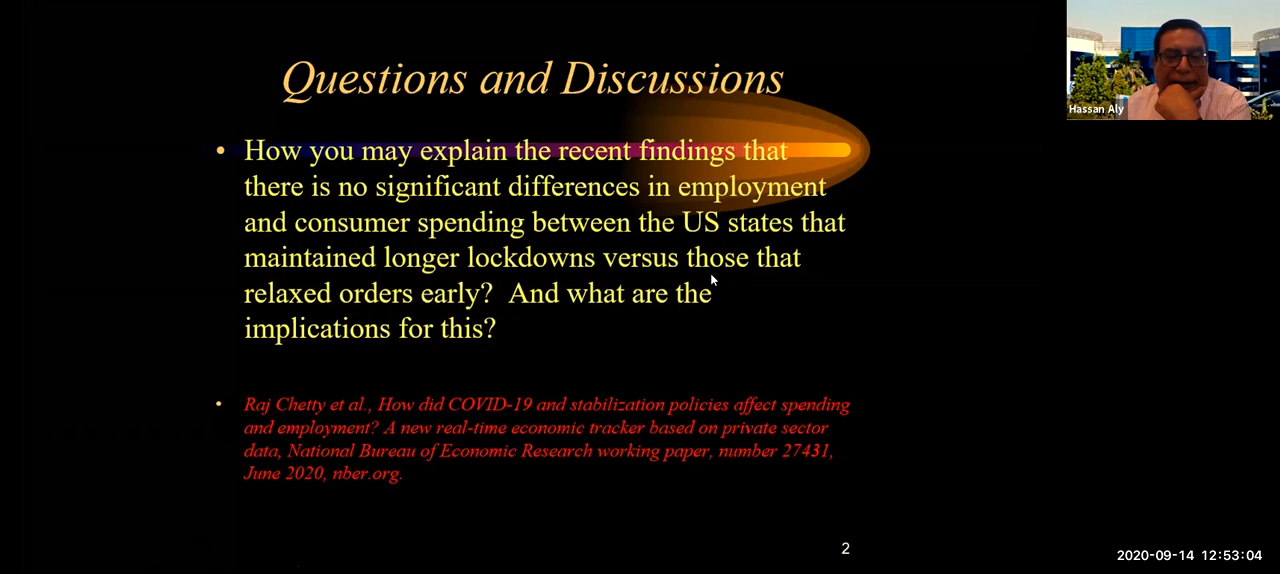 Questions and Discussions
• How you may explain the recent findings that
there is no significant differences in employment
and consumer spending between the US states that
maintained longer lockdowns versus those that
relaxed orders early?  And what are the
implications for this?
• Raj Chetty et al., How did COVID-19 and stabilization policies affect spending
and employment? A new real-time economic tracker based on private sector
data, National Bureau of Economic Research working paper, number 27431,
June 2020, nber.org.
2
Hassan Aly
2020-09-14 12:53:04